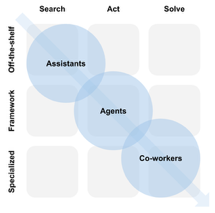 Search Act Solve
Off-the-shelf
Assistants
Framework
Agents
Specialized
Co-workers